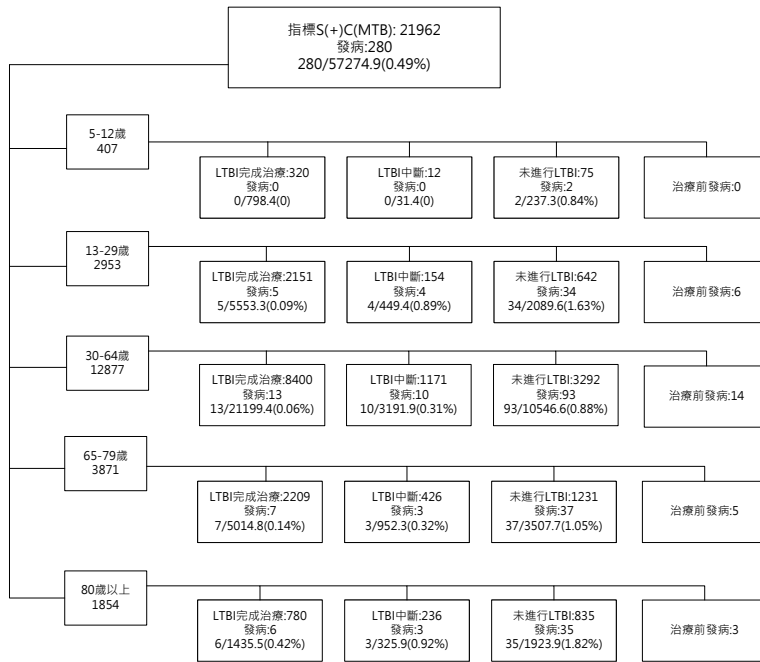 指標S(+)C(MTB): 21962
發病:280
280/57274.9(0.49%)
5-12歲
407
LTBI完成治療:320
發病:0
0/798.4(0)
LTBI中斷:12
發病:0
0/31.4(0)
未進行LTBI:75
發病:2
2/237.3(0.84%)
治療前發病:0
13-29歲
2953
LTBI完成治療:2151
發病:5
5/5553.3(0.09%)
LTBI中斷:154
發病:4
4/449.4(0.89%)
未進行LTBI:642
發病:34
34/2089.6(1.63%)
治療前發病:6
30-64歲
12877
LTBI完成治療:8400
發病:13
13/21199.4(0.06%)
LTBI中斷:1171
發病:10
10/3191.9(0.31%)
未進行LTBI:3292
發病:93
93/10546.6(0.88%)
治療前發病:14
65-79歲
3871
LTBI完成治療:2209
發病:7
7/5014.8(0.14%)
LTBI中斷:426
發病:3
3/952.3(0.32%)
未進行LTBI:1231
發病:37
37/3507.7(1.05%)
治療前發病:5
80歲以上
1854
LTBI完成治療:780
發病:6
6/1435.5(0.42%)
LTBI中斷:236
發病:3
3/325.9(0.92%)
未進行LTBI:835
發病:35
35/1923.9(1.82%)
治療前發病:3